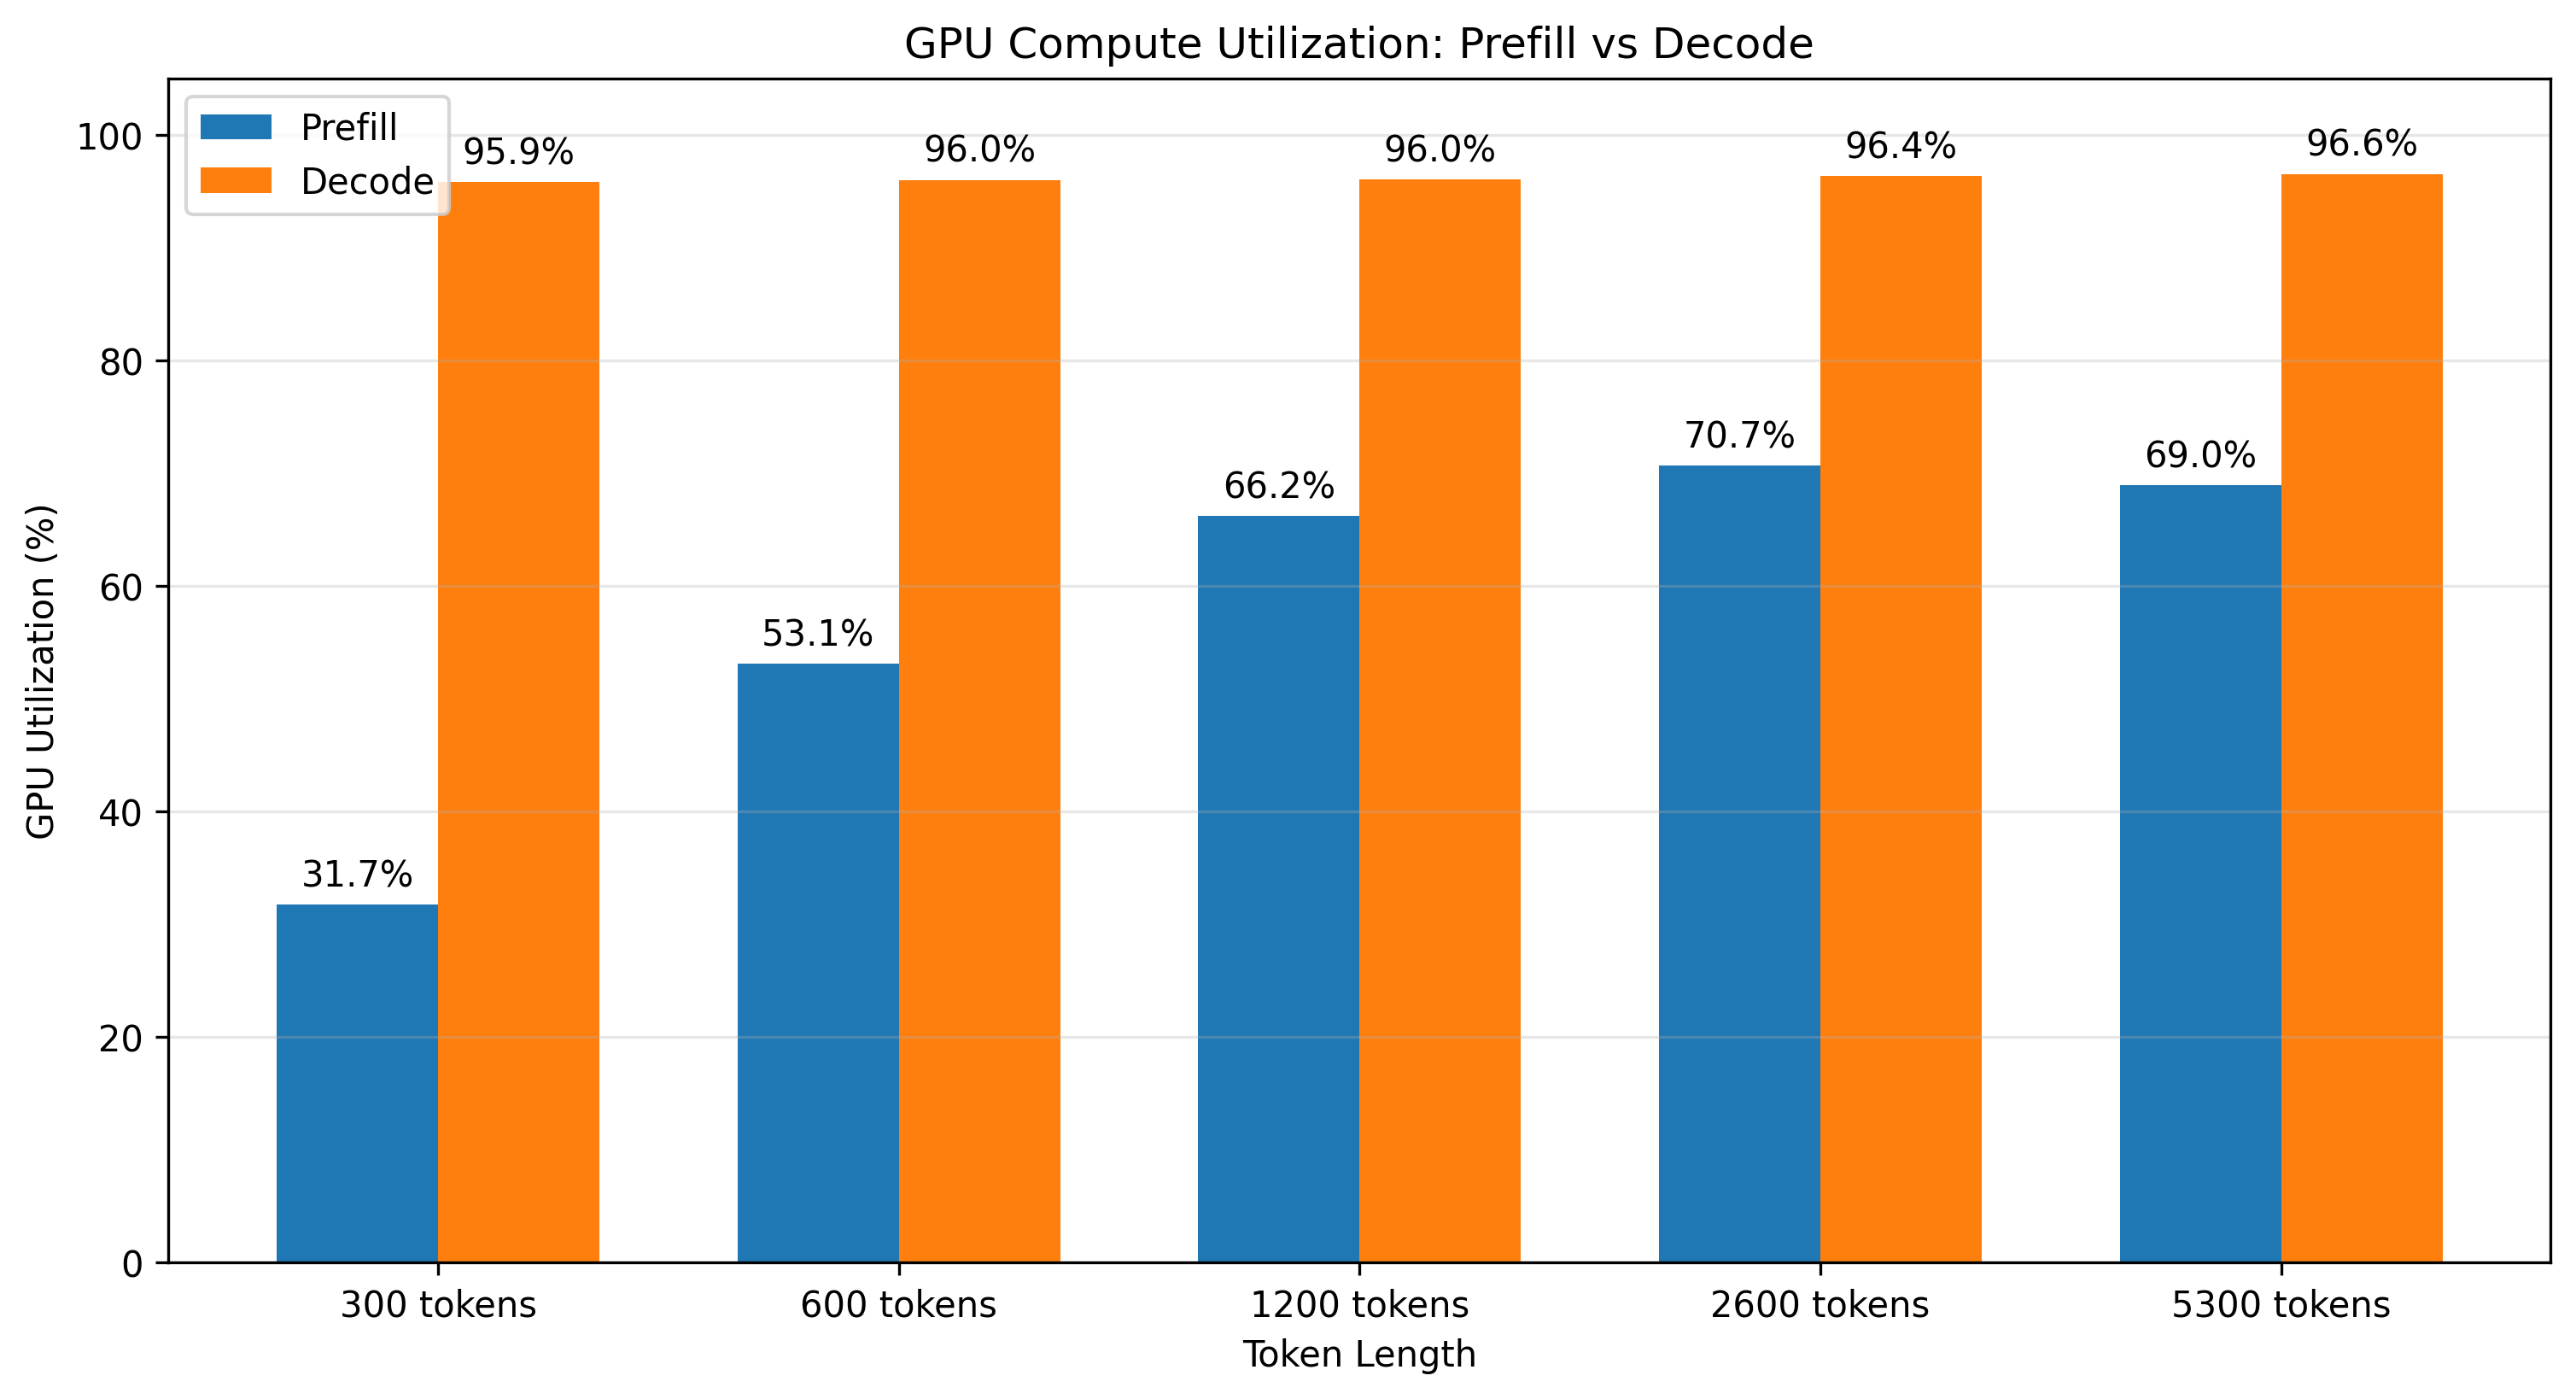 GPU Compute Utilization: Prefill vs Decode
Prefill
Decode
GPU Utilization (%)
100
80
60
40
20
0
31.7%
95.9%
53.1%
96.0%
66.2%
96.0%
70.7%
96.4%
69.0%
96.6%
300 tokens
600 tokens
1200 tokens
2600 tokens
5300 tokens
Token Length